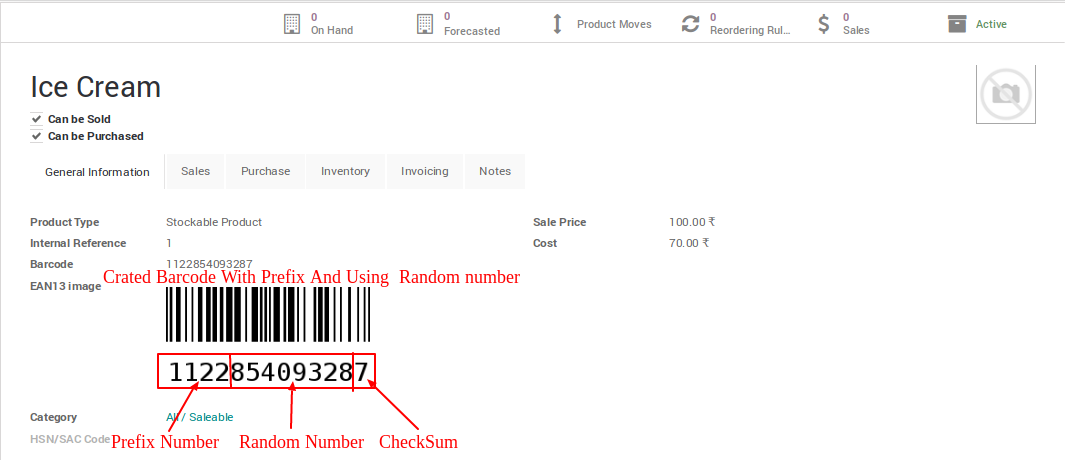 0
On Hand
0
Forecasted
Product Moves
0
Reordering Rul...
0
Sales
Active
Ice Cream
Can be Sold
Can be Purchased
General Information Sales Purchase Inventory Invoicing Notes
Product Type Stockable Product Sale Price 100.00 ₹
Internal Reference 1 Cost 70.00 ₹
Barcode 1122854093287
Crated Barcode With Prefix And Using Random number
EAN13 image
1122854093287
Category All / Saleable
HSN/SAC Code
Prefix Number Random Number CheckSum